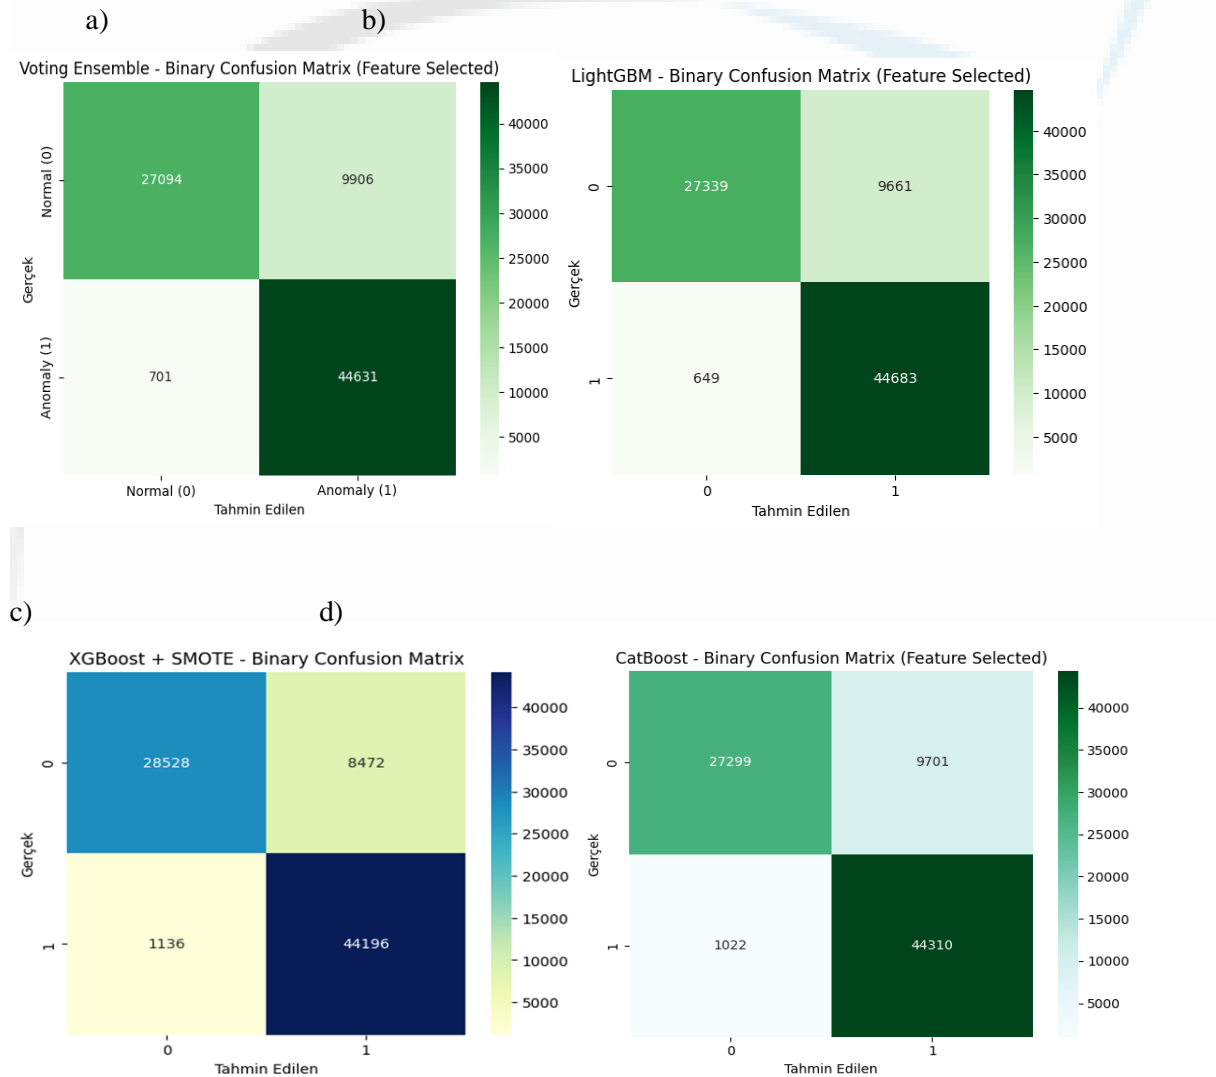 a) b)
Voting Ensemble - Binary Confusion Matrix (Feature Selected)
Normal (0)
Anomaly (1)
Gerçek
27094 9906
701 44631
Normal (0) Anomaly (1)
Tahmin Edilen
40000
35000
30000
25000
20000
15000
10000
5000
LightGBM - Binary Confusion Matrix (Feature Selected)
0
1
Gerçek
27339 9661
649 44683
0 1
Tahmin Edilen
40000
35000
30000
25000
20000
15000
10000
5000
c) d)
XGBoost + SMOTE - Binary Confusion Matrix
0
1
Gerçek
28528 8472
1136 44196
0 1
Tahmin Edilen
40000
35000
30000
25000
20000
15000
10000
5000
CatBoost - Binary Confusion Matrix (Feature Selected)
0
1
Gerçek
27299 9701
1022 44310
0 1
Tahmin Edilen
40000
35000
30000
25000
20000
15000
10000
5000